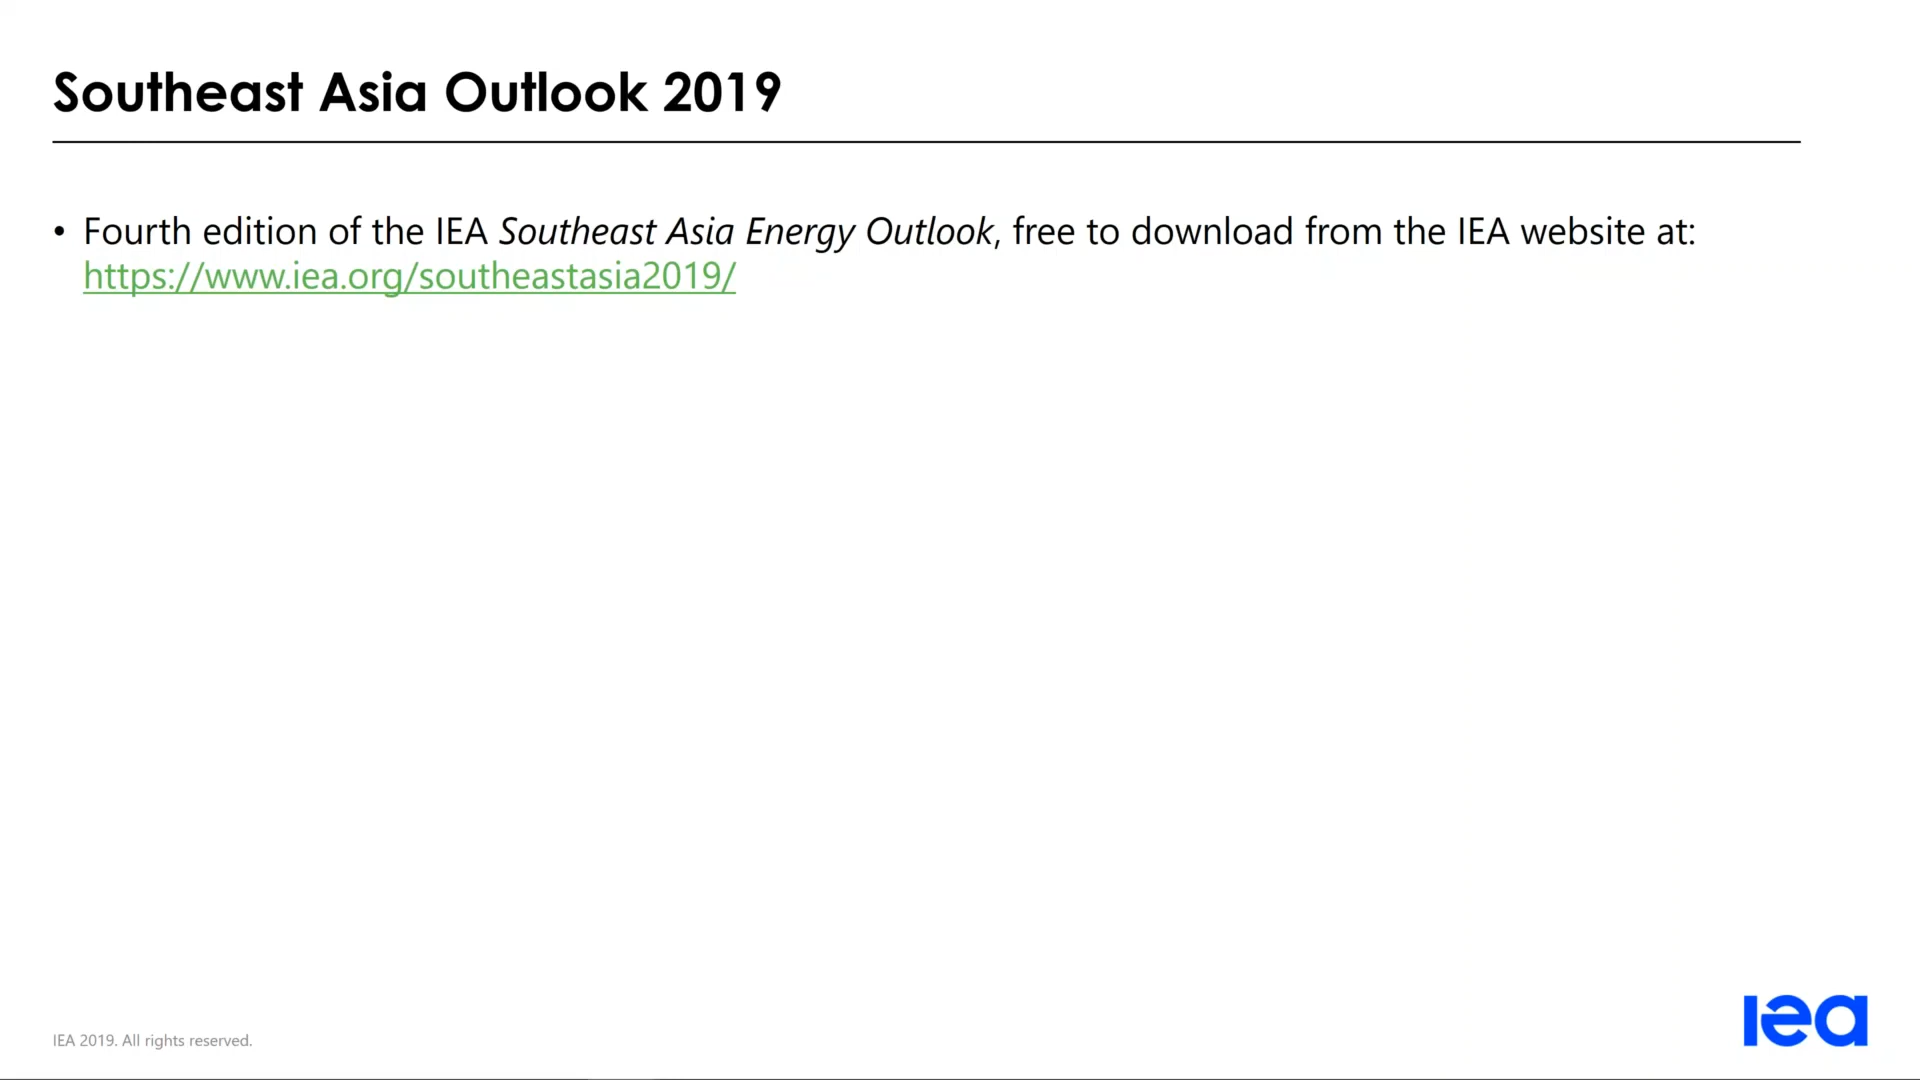 Southeast Asia Outlook 2019
• Fourth edition of the IEA Southeast Asia Energy Outlook, free to download from the IEA website at:
https://www.iea.org/southeastasia2019/
IEA 2019. All rights reserved.
iea